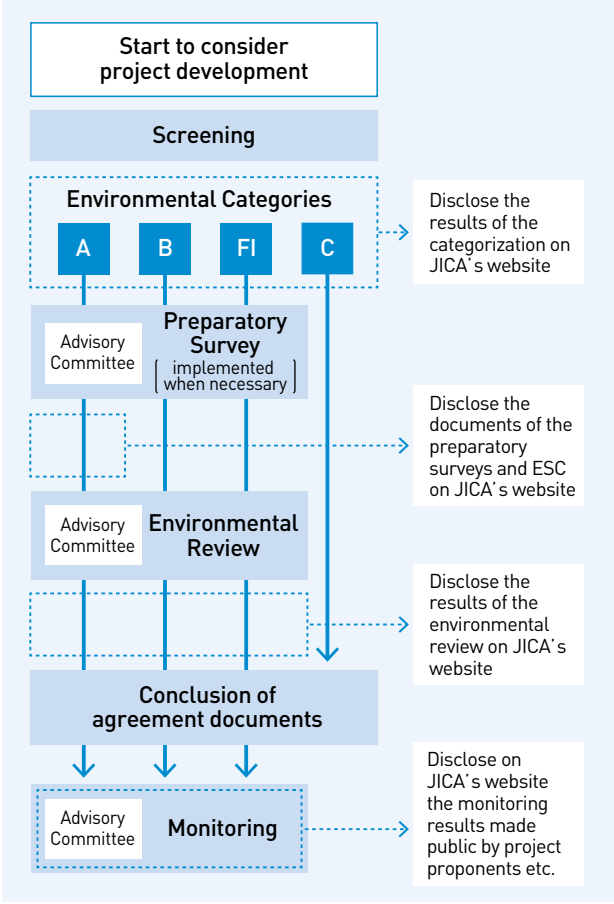 Start to consider
project development
Screening
Environmental Categories
A
B
FI
C
Disclose the
results of the
categorization on
JICA's website
Advisory
Committee
Preparatory
Survey
implemented
when necessary
Disclose the
documents of the
preparatory
surveys and ESC
on JICA's website
Advisory
Committee
Environmental
Review
Disclose the
results of the
environmental
review on JICA's
website
Conclusion of
agreement documents
Advisory
Committee
Monitoring
Disclose on
JICA's website
the monitoring
results made
public by project
proponents etc.